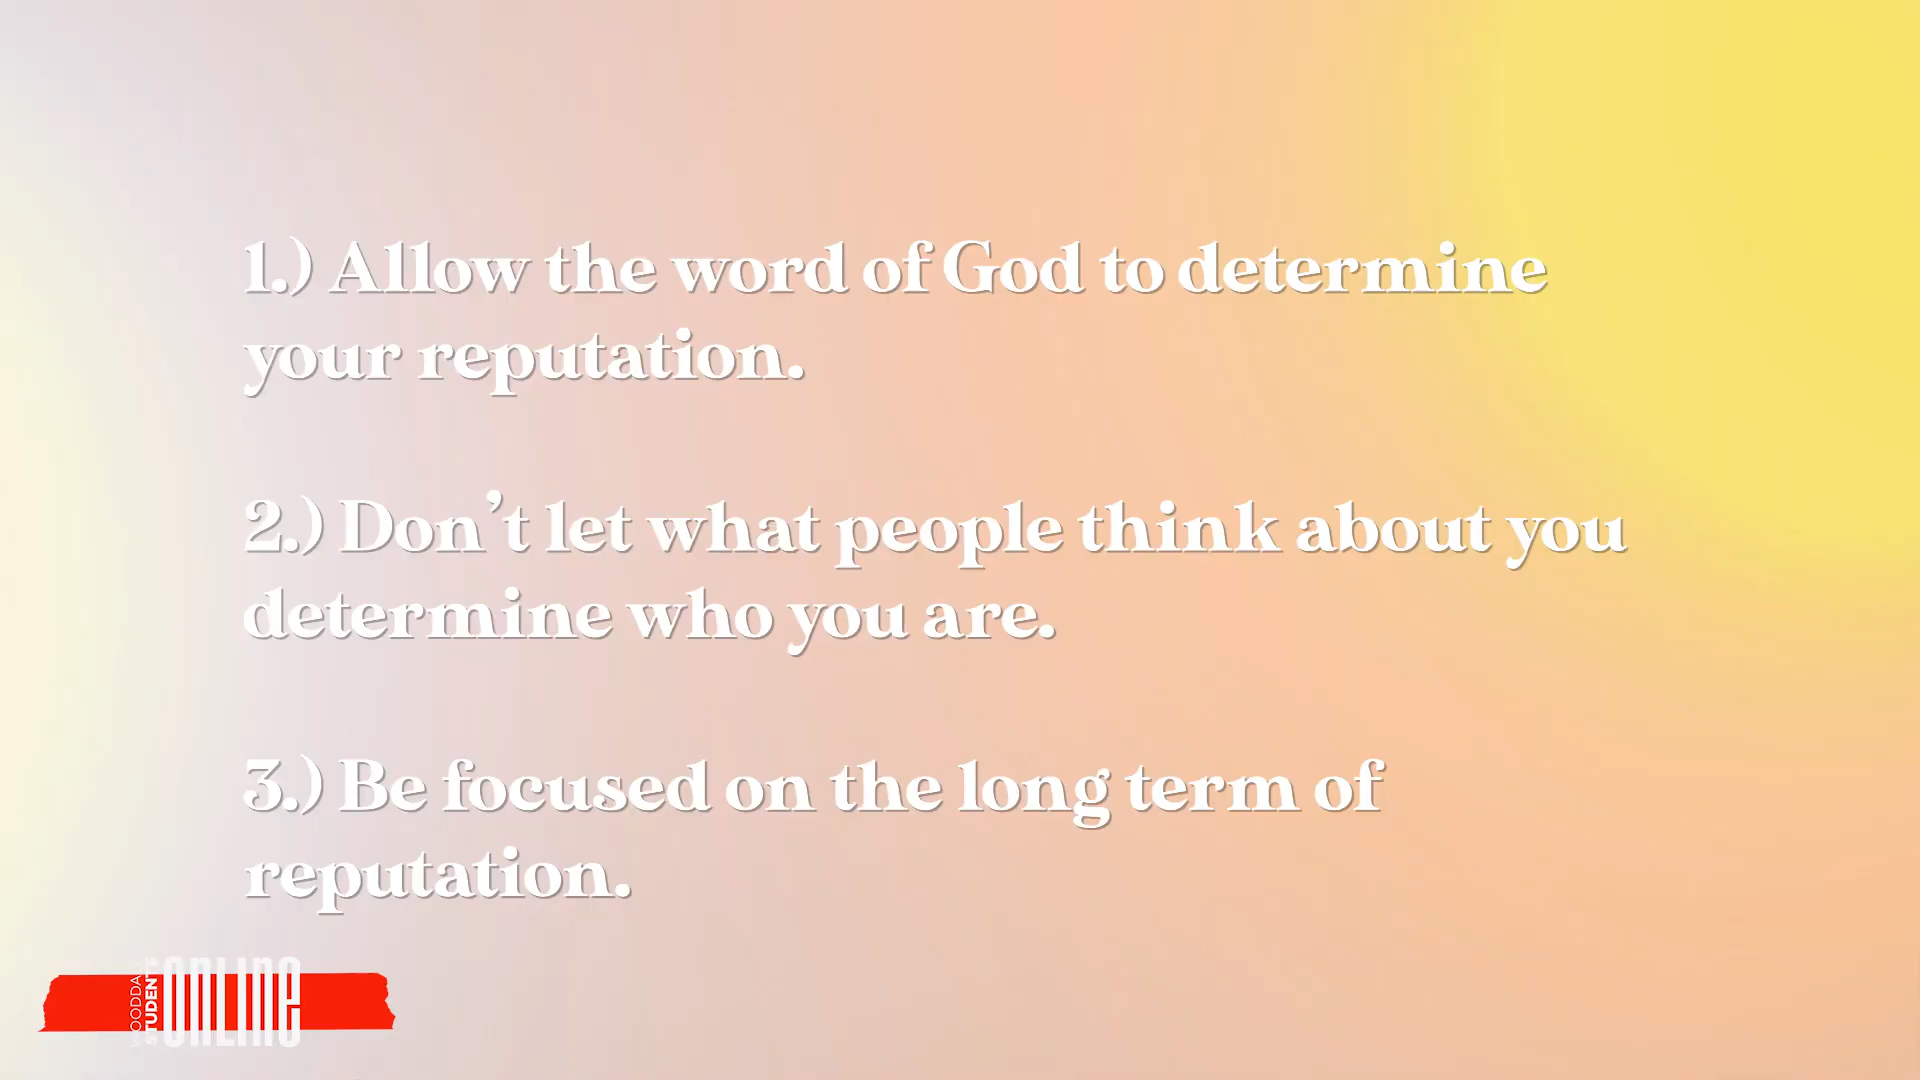 1.) Allow the word of God to determine
your reputation.
2.) Don’t let what people think about you
determine who you are.
3.) Be focused on the long term of
reputation.
STUDENTS
ONLINE